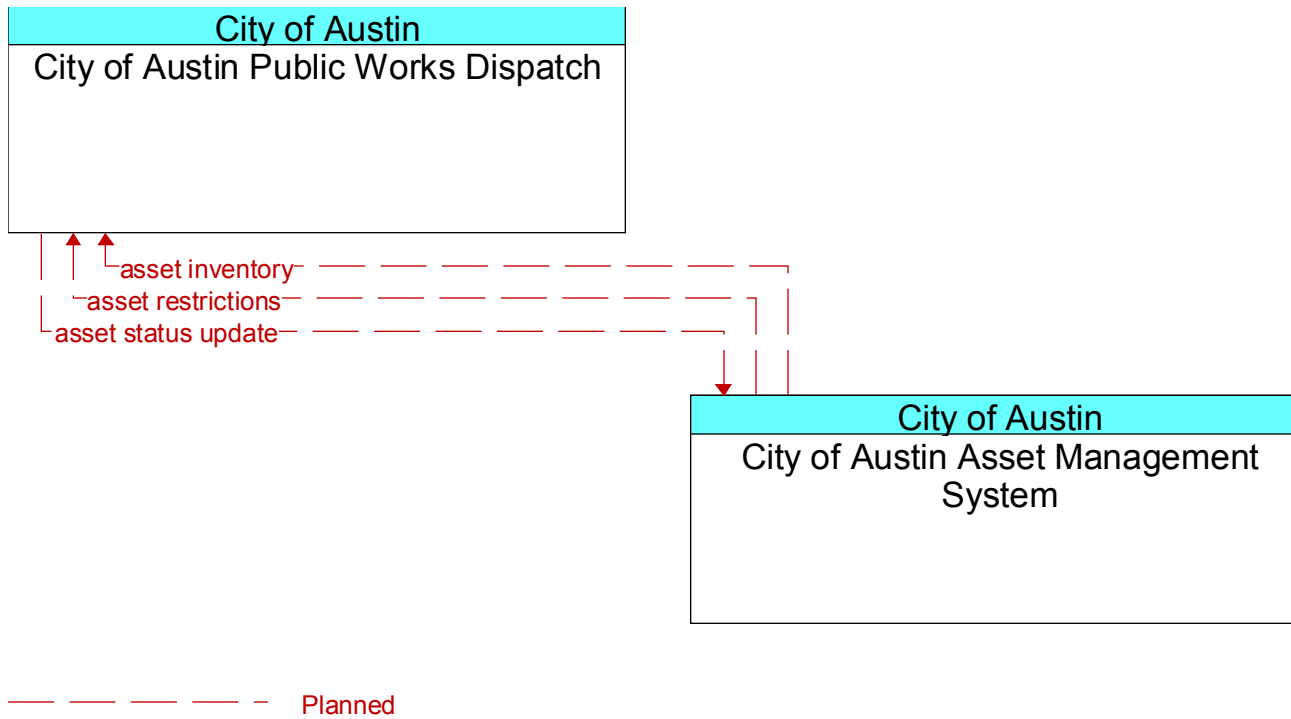 City of Austin
City of Austin Public Works Dispatch
asset inventory
asset restrictions
asset status update
City of Austin
City of Austin Asset Management
System
Planned